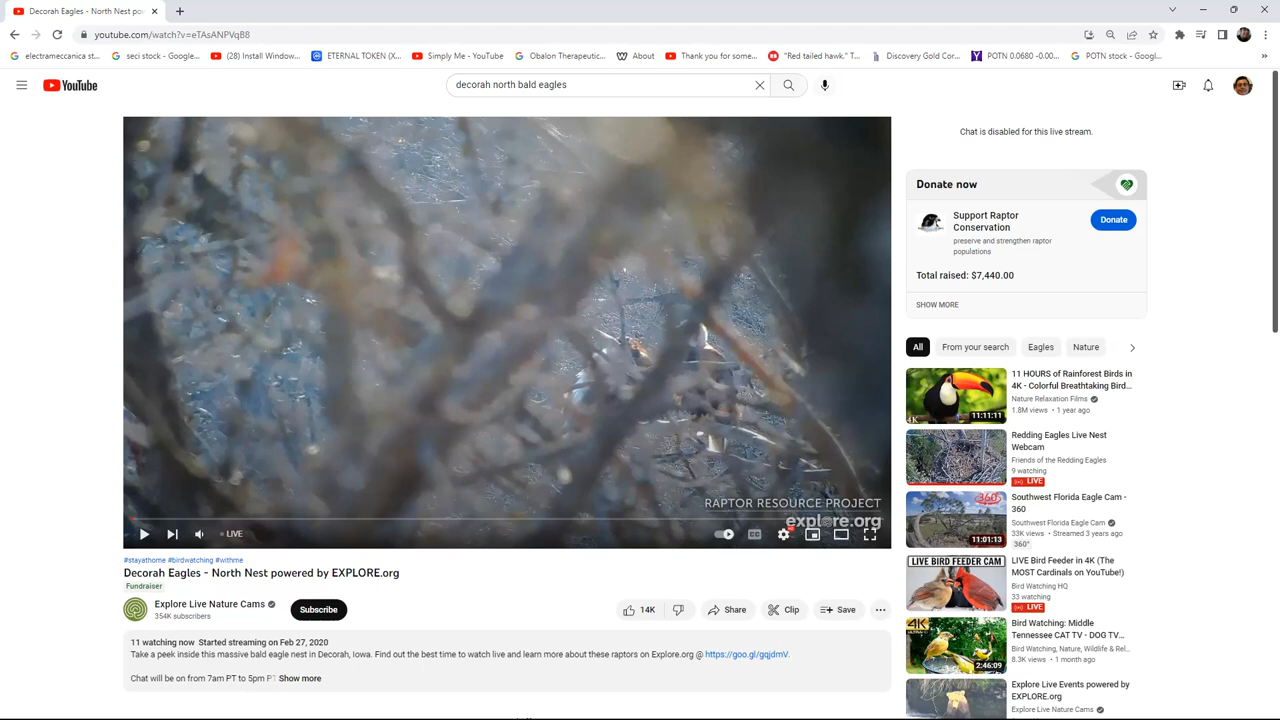 Decorah Eagles - North Nest pow
youtube.com/watch?v=eTAsANPVqB8
electrameccanica st...
seci stock - Google...
(28) Install Window...
ETERNAL TOKEN (X...
Simply Me - YouTube
Obalon Therapeutic...
About
Thank you for some...
"Red tailed hawk." T...
Discovery Gold Cor...
POTN 0.0680 -0.00...
POTN stock - Googl...
YouTube
decorah north bald eagles
Chat is disabled for this live stream.
Donate now
Support Raptor
Conservation
preserve and strengthen raptor
populations
Donate
Total raised: $7,440.00
SHOW MORE
RAPTOR RESOURCE PROJECT
explore.org
LIVE
CC
#stayathome #birdwatching #withme
Decorah Eagles - North Nest powered by EXPLORE.org
Fundraiser
Explore Live Nature Cams
354K subscribers
Subscribe
14K
Share
Clip
Save
11 watching now Started streaming on Feb 27, 2020
Take a peek inside this massive bald eagle nest in Decorah, Iowa. Find out the best time to watch live and learn more about these raptors on Explore.org @ https://goo.gl/gqjdmV.
Chat will be on from 7am PT to 5pm PT Show more
All
From your search
Eagles
Nature
4K
11:11:11
11 HOURS of Rainforest Birds in
4K - Colorful Breathtaking Bird...
Nature Relaxation Films
1.8M views • 1 year ago
Redding Eagles Live Nest
Webcam
Friends of the Redding Eagles
9 watching
LIVE
360°
11:01:13
Southwest Florida Eagle Cam -
360
Southwest Florida Eagle Cam
33K views • Streamed 3 years ago
360°
LIVE BIRD FEEDER CAM
LIVE Bird Feeder in 4K (The
MOST Cardinals on YouTube!)
Bird Watching HQ
33 watching
LIVE
4K
2:46:09
Bird Watching: Middle
Tennessee CAT TV - DOG TV...
Bird Watching, Nature, Wildlife & Rel...
8.3K views • 1 month ago
Explore Live Events powered by
EXPLORE.org
Explore Live Nature Cams